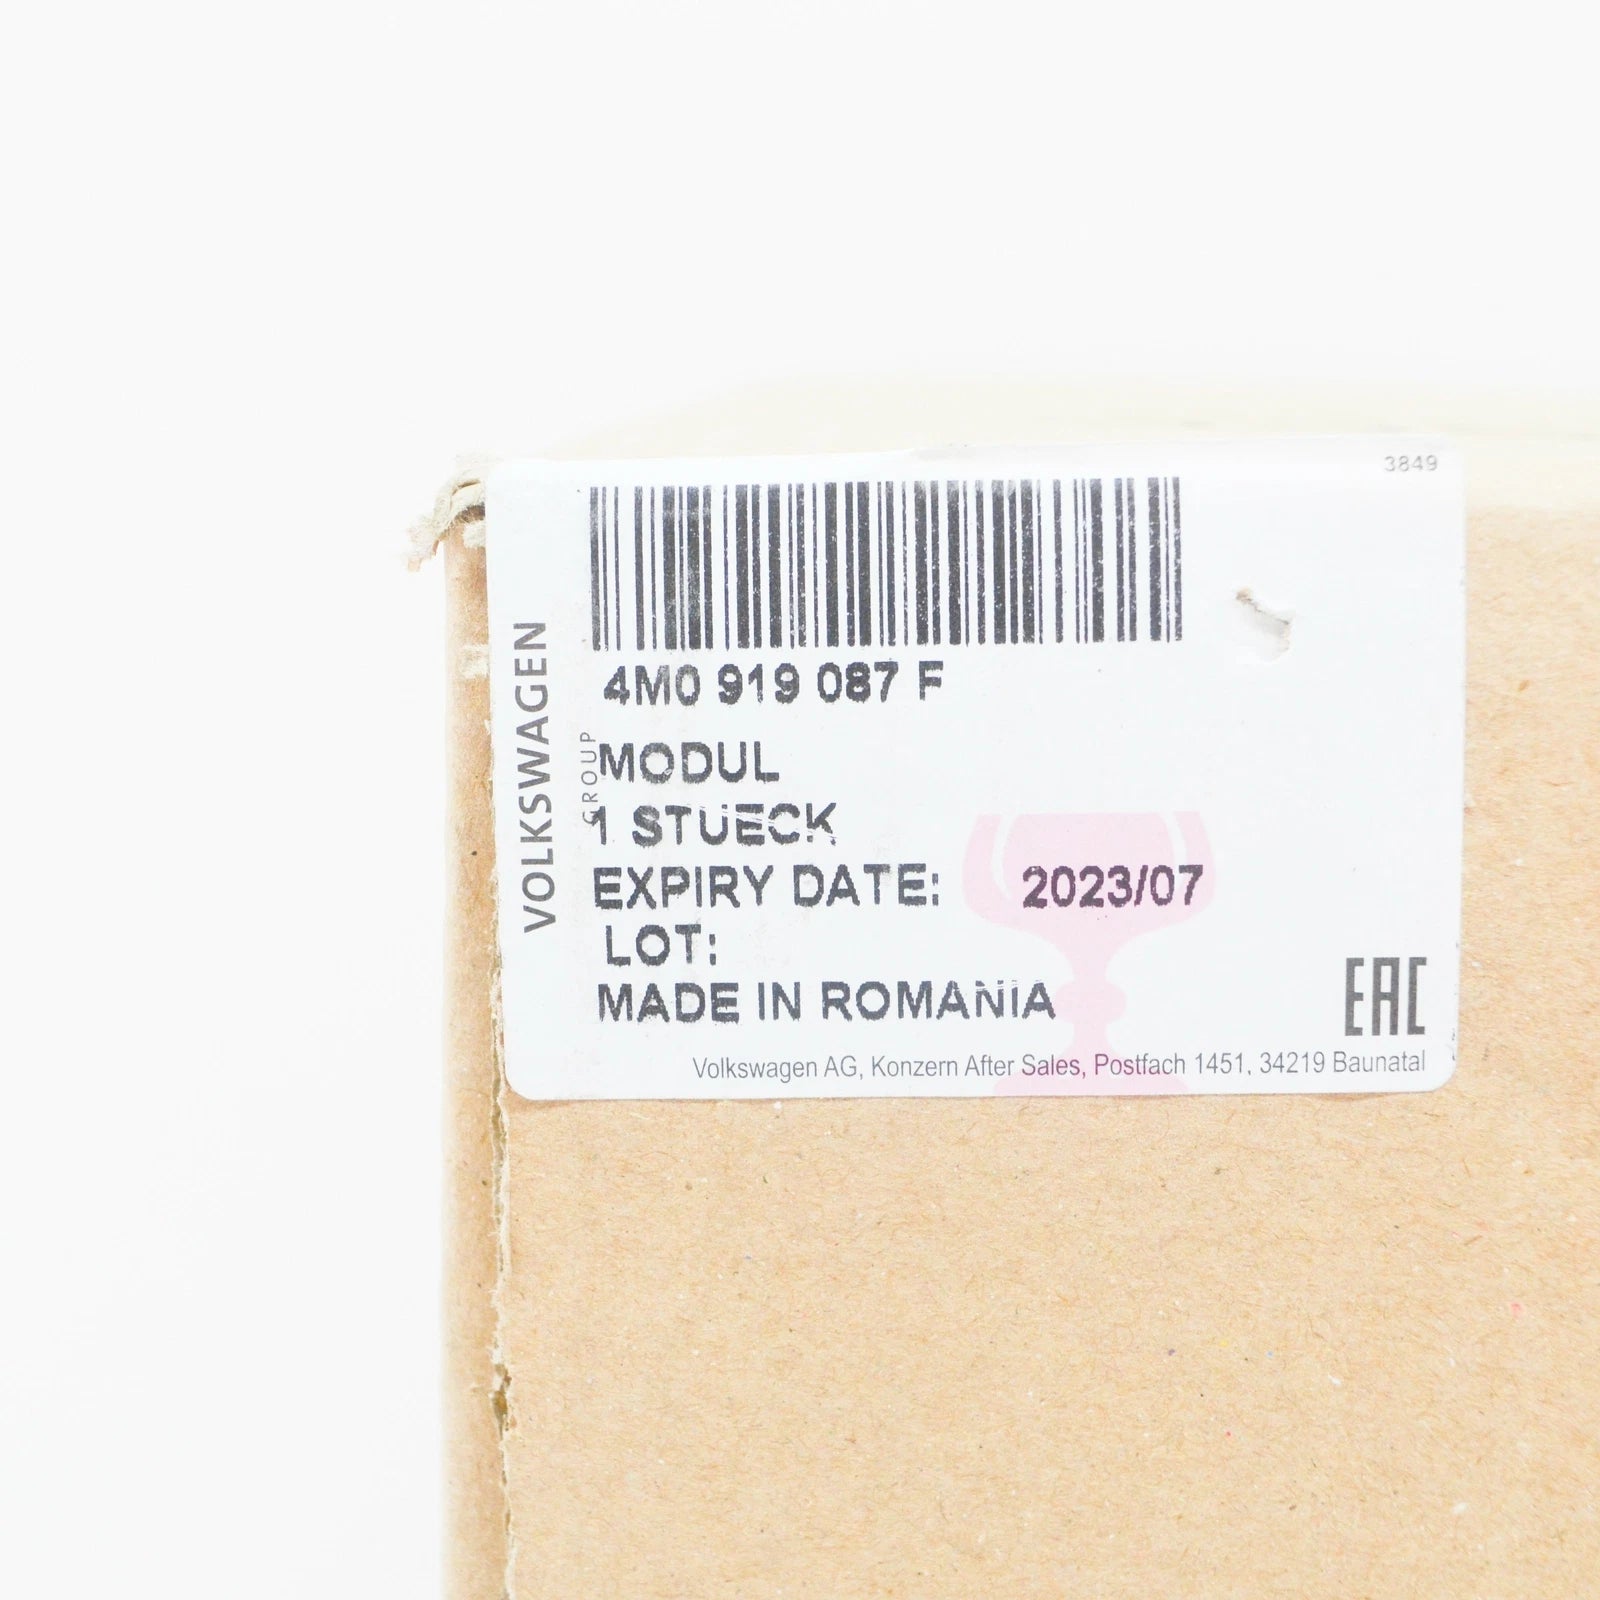 3849
4M0 919 087 F
VOLKSWAGEN
GROUP
MODUL
1 STUECK
EXPIRY DATE: 2023/07
LOT:
MADE IN ROMANIA
EAC
Volkswagen AG, Konzern After Sales, Postfach 1451, 34219 Baunatal